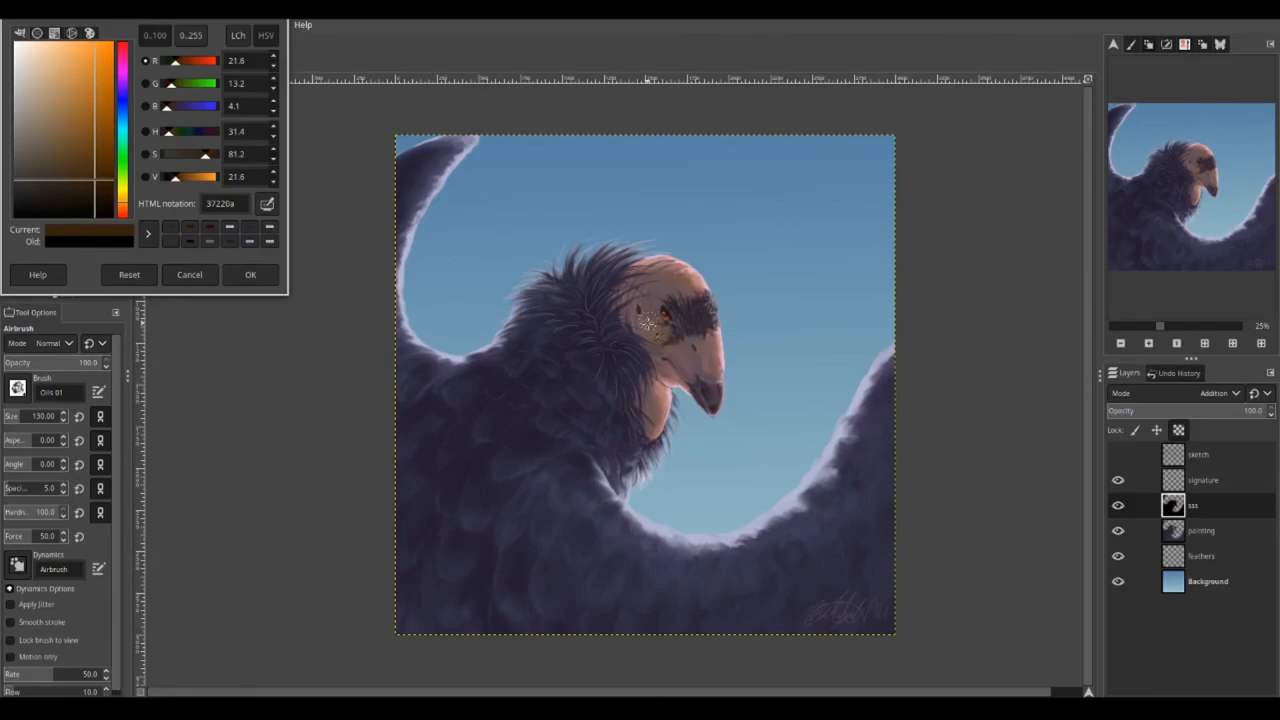 Help
0..100 0..255 LCh HSV
R 21.6
G 13.2
B 4.1
H 31.4
S 81.2
V 21.6
HTML notation: 37220a
Current:
Old:
Help Reset Cancel OK
Tool Options
Airbrush
Mode Normal
Opacity 100.0
Brush
Oils 01
Size 130.00
Aspe... 0.00
Angle 0.00
Spaci... 5.0
Hardn... 100.0
Force 50.0
Dynamics
Airbrush
Dynamics Options
Apply Jitter
Smooth stroke
Lock brush to view
Motion only
Rate 50.0
Flow 10.0
25%
Layers Undo History
Mode Addition
Opacity 100.0
Lock:
sketch
signature
sss
painting
feathers
Background